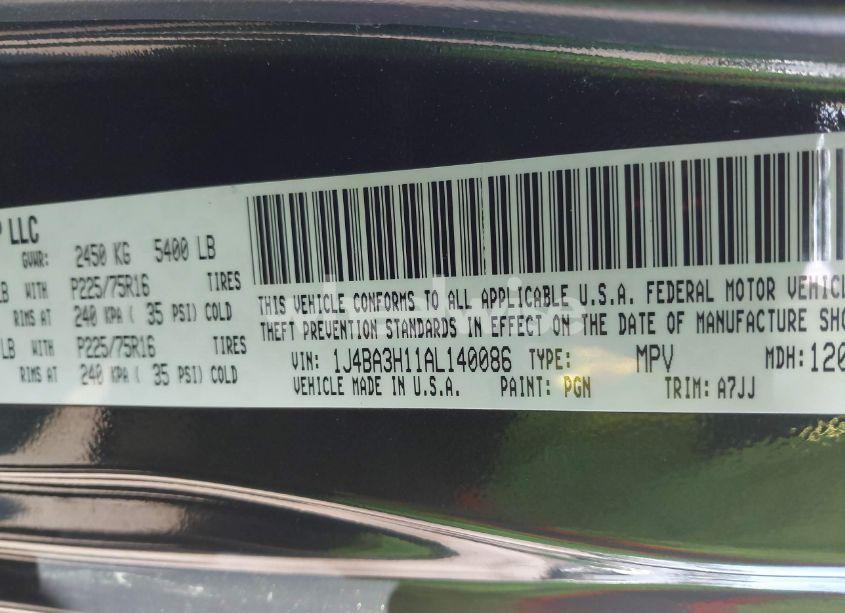 P LLC
GVWR: 2450 KG 5400 LB
LB WITH P225/75R16 TIRES
RIMS AT 240 KPA ( 35 PSI) COLD
LB WITH P225/75R16 TIRES
RIMS AT 240 KPA ( 35 PSI) COLD
THIS VEHICLE CONFORMS TO ALL APPLICABLE U.S.A. FEDERAL MOTOR VEHICL
THEFT PREVENTION STANDARDS IN EFFECT ON THE DATE OF MANUFACTURE SHO
VIN: 1J4BA3H11AL140086 TYPE: MPV MDH: 120
VEHICLE MADE IN U.S.A. PAINT: PGN TRIM: A7JJ